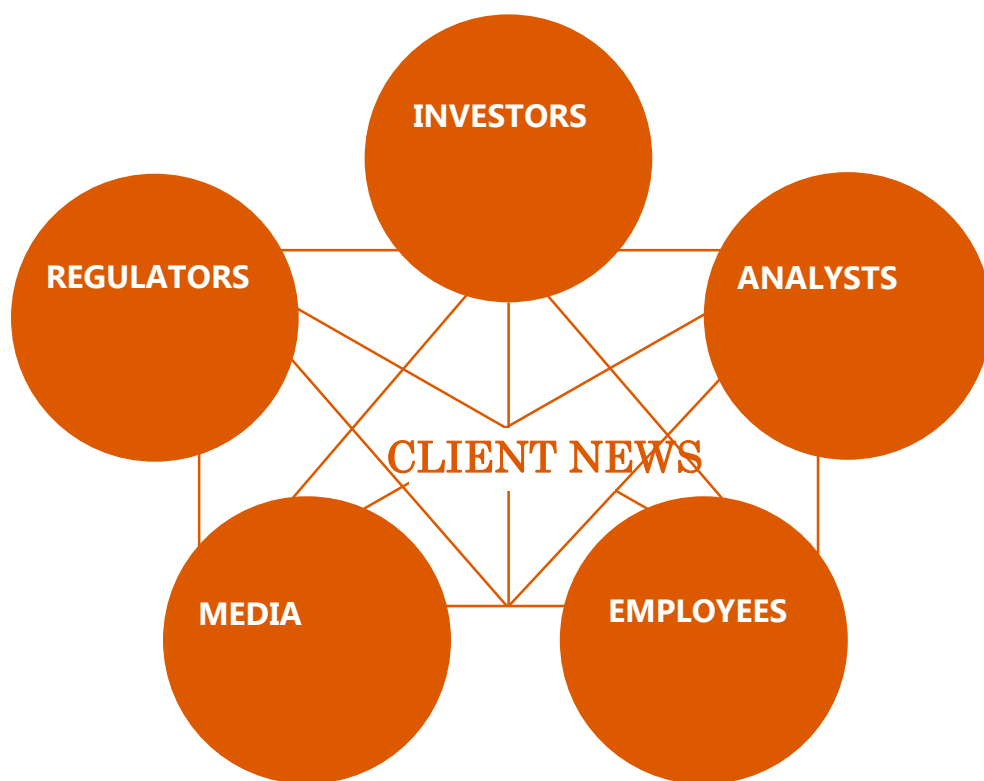 INVESTORS
REGULATORS
ANALYSTS
CLIENT NEWS
MEDIA
EMPLOYEES